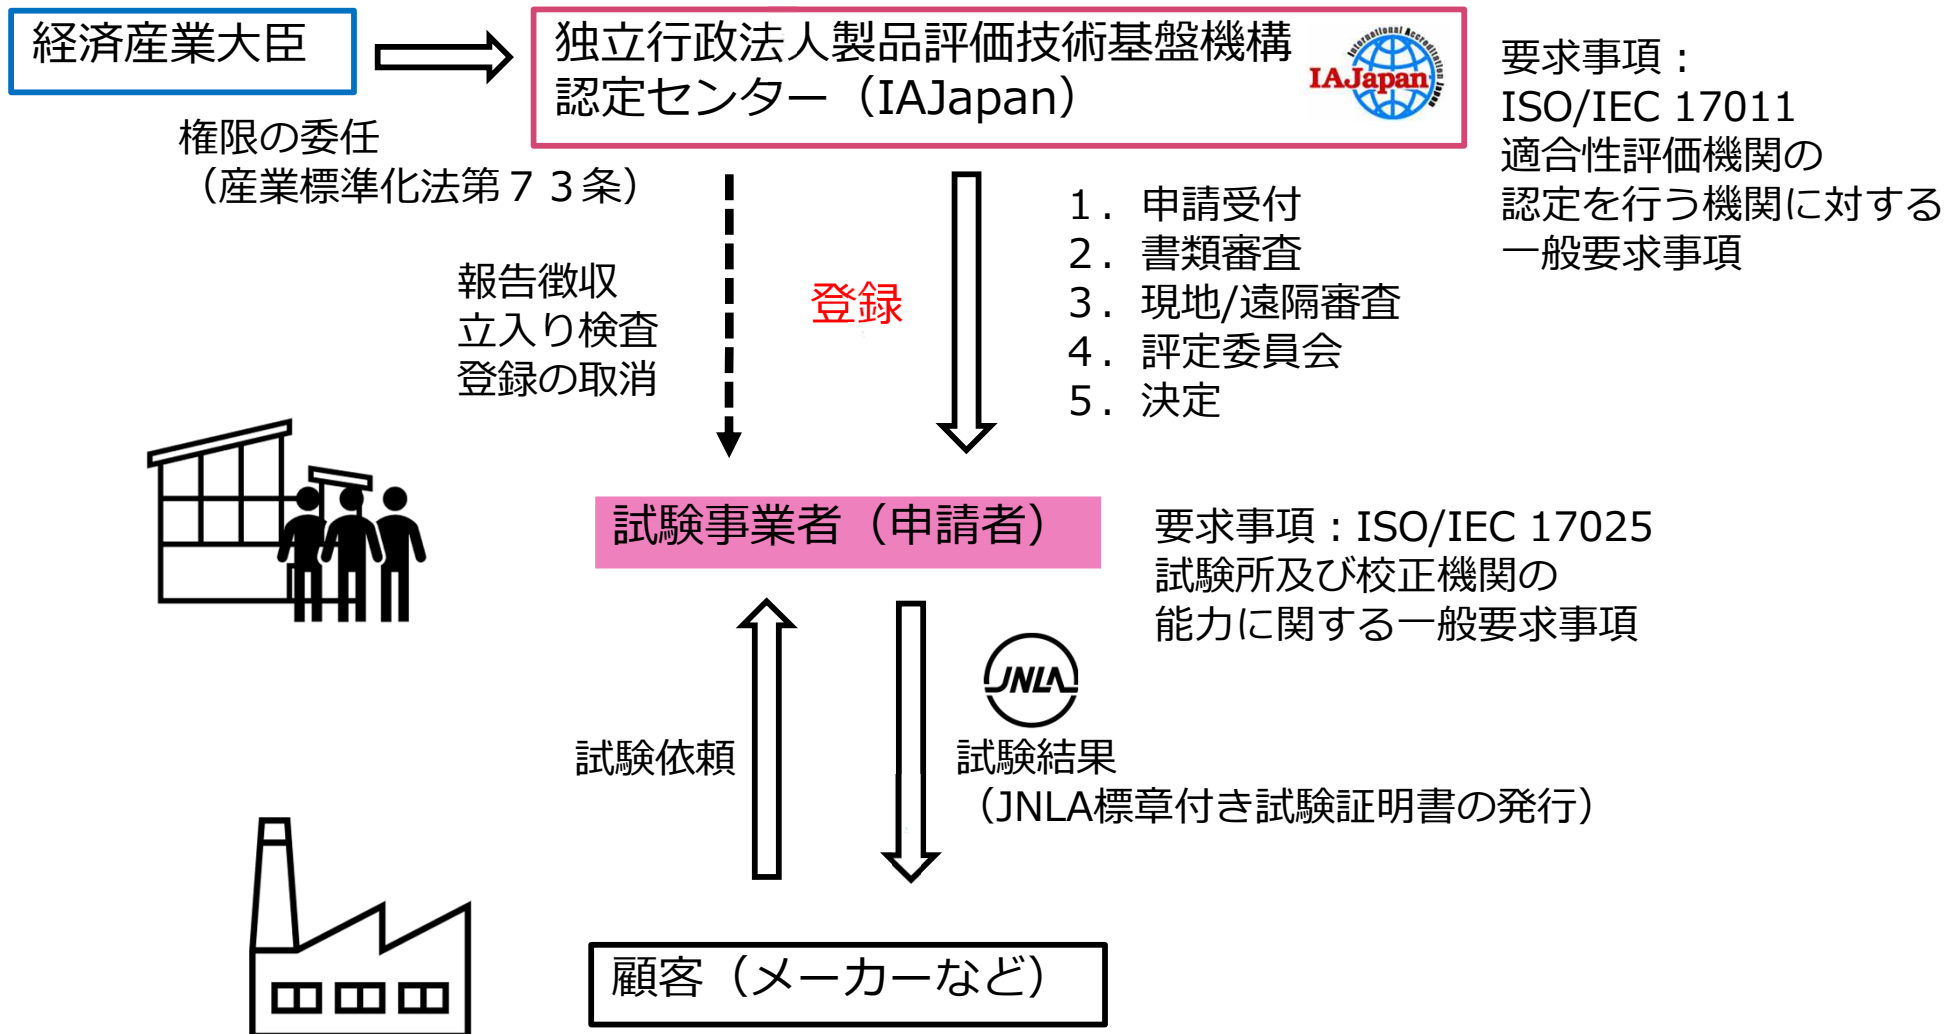 経済産業大臣
独立行政法人製品評価技術基盤機構
認定センター（IAJapan）
International Accreditation Japan
IAJapan
要求事項：
ISO/IEC 17011
適合性評価機関の
認定を行う機関に対する
一般要求事項
権限の委任
（産業標準化法第７３条）
報告徴収
立入り検査
登録の取消
登録
１．申請受付
２．書類審査
３．現地/遠隔審査
４．評定委員会
５．決定
試験事業者（申請者）
要求事項：ISO/IEC 17025
試験所及び校正機関の
能力に関する一般要求事項
JNLA
試験依頼
試験結果
（JNLA標章付き試験証明書の発行）
顧客（メーカーなど）